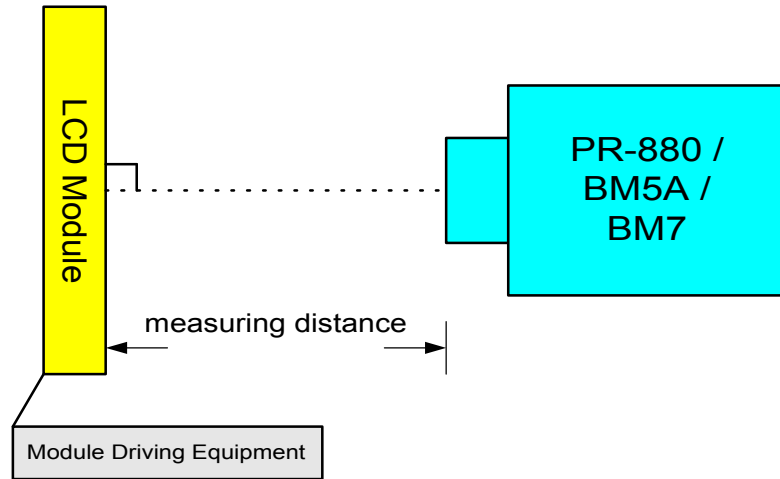 LCD Module
PR-880 /
BM5A /
BM7
measuring distance
Module Driving Equipment